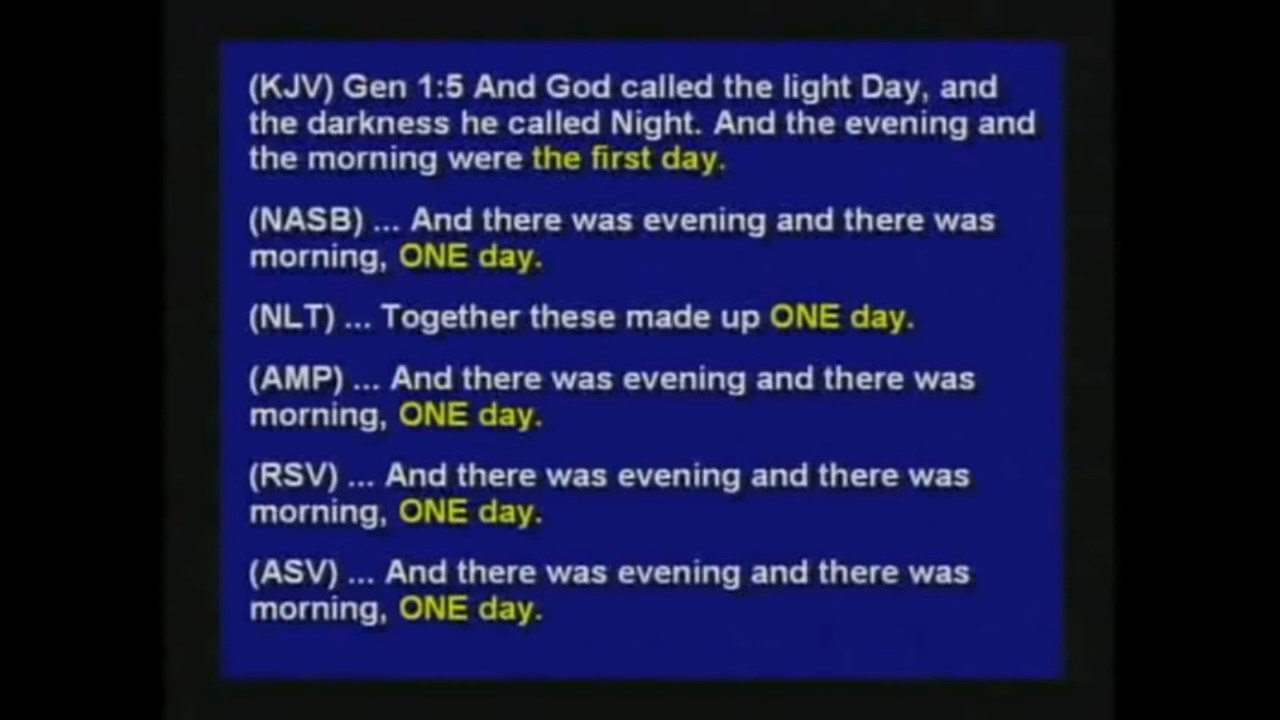 (KJV) Gen 1:5 And God called the light Day, and
the darkness he called Night. And the evening and
the morning were the first day.
(NASB) ... And there was evening and there was
morning, ONE day.
(NLT) ... Together these made up ONE day.
(AMP) ... And there was evening and there was
morning, ONE day.
(RSV) ... And there was evening and there was
morning, ONE day.
(ASV) ... And there was evening and there was
morning, ONE day.